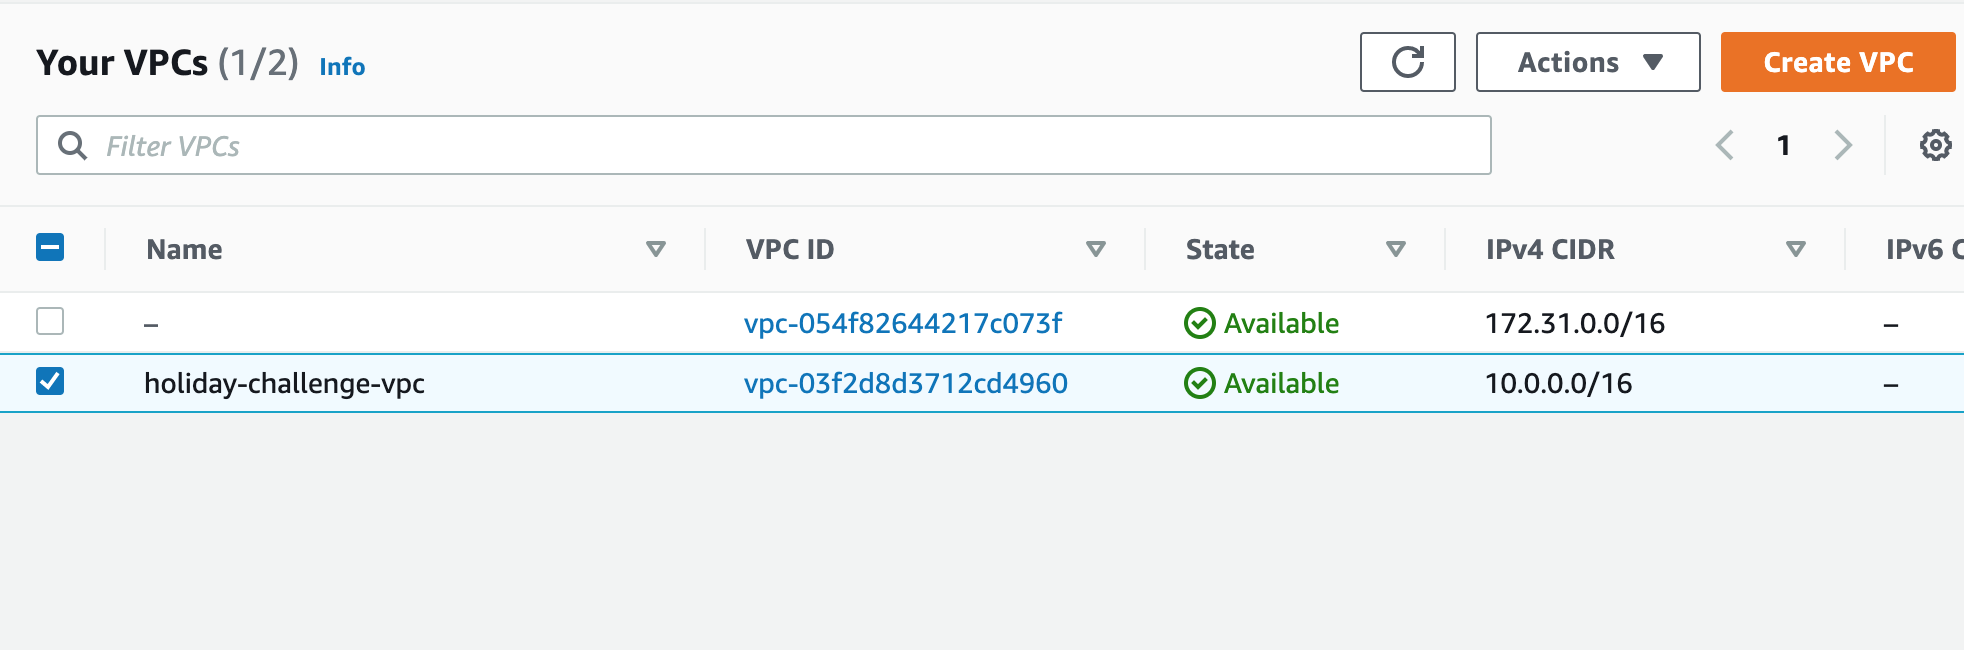 Your VPCs (1/2) Info Actions Create VPC
Filter VPCs 1
Name VPC ID State IPv4 CIDR IPv6 C
– vpc-054f82644217c073f Available 172.31.0.0/16 –
holiday-challenge-vpc vpc-03f2d8d3712cd4960 Available 10.0.0.0/16 –